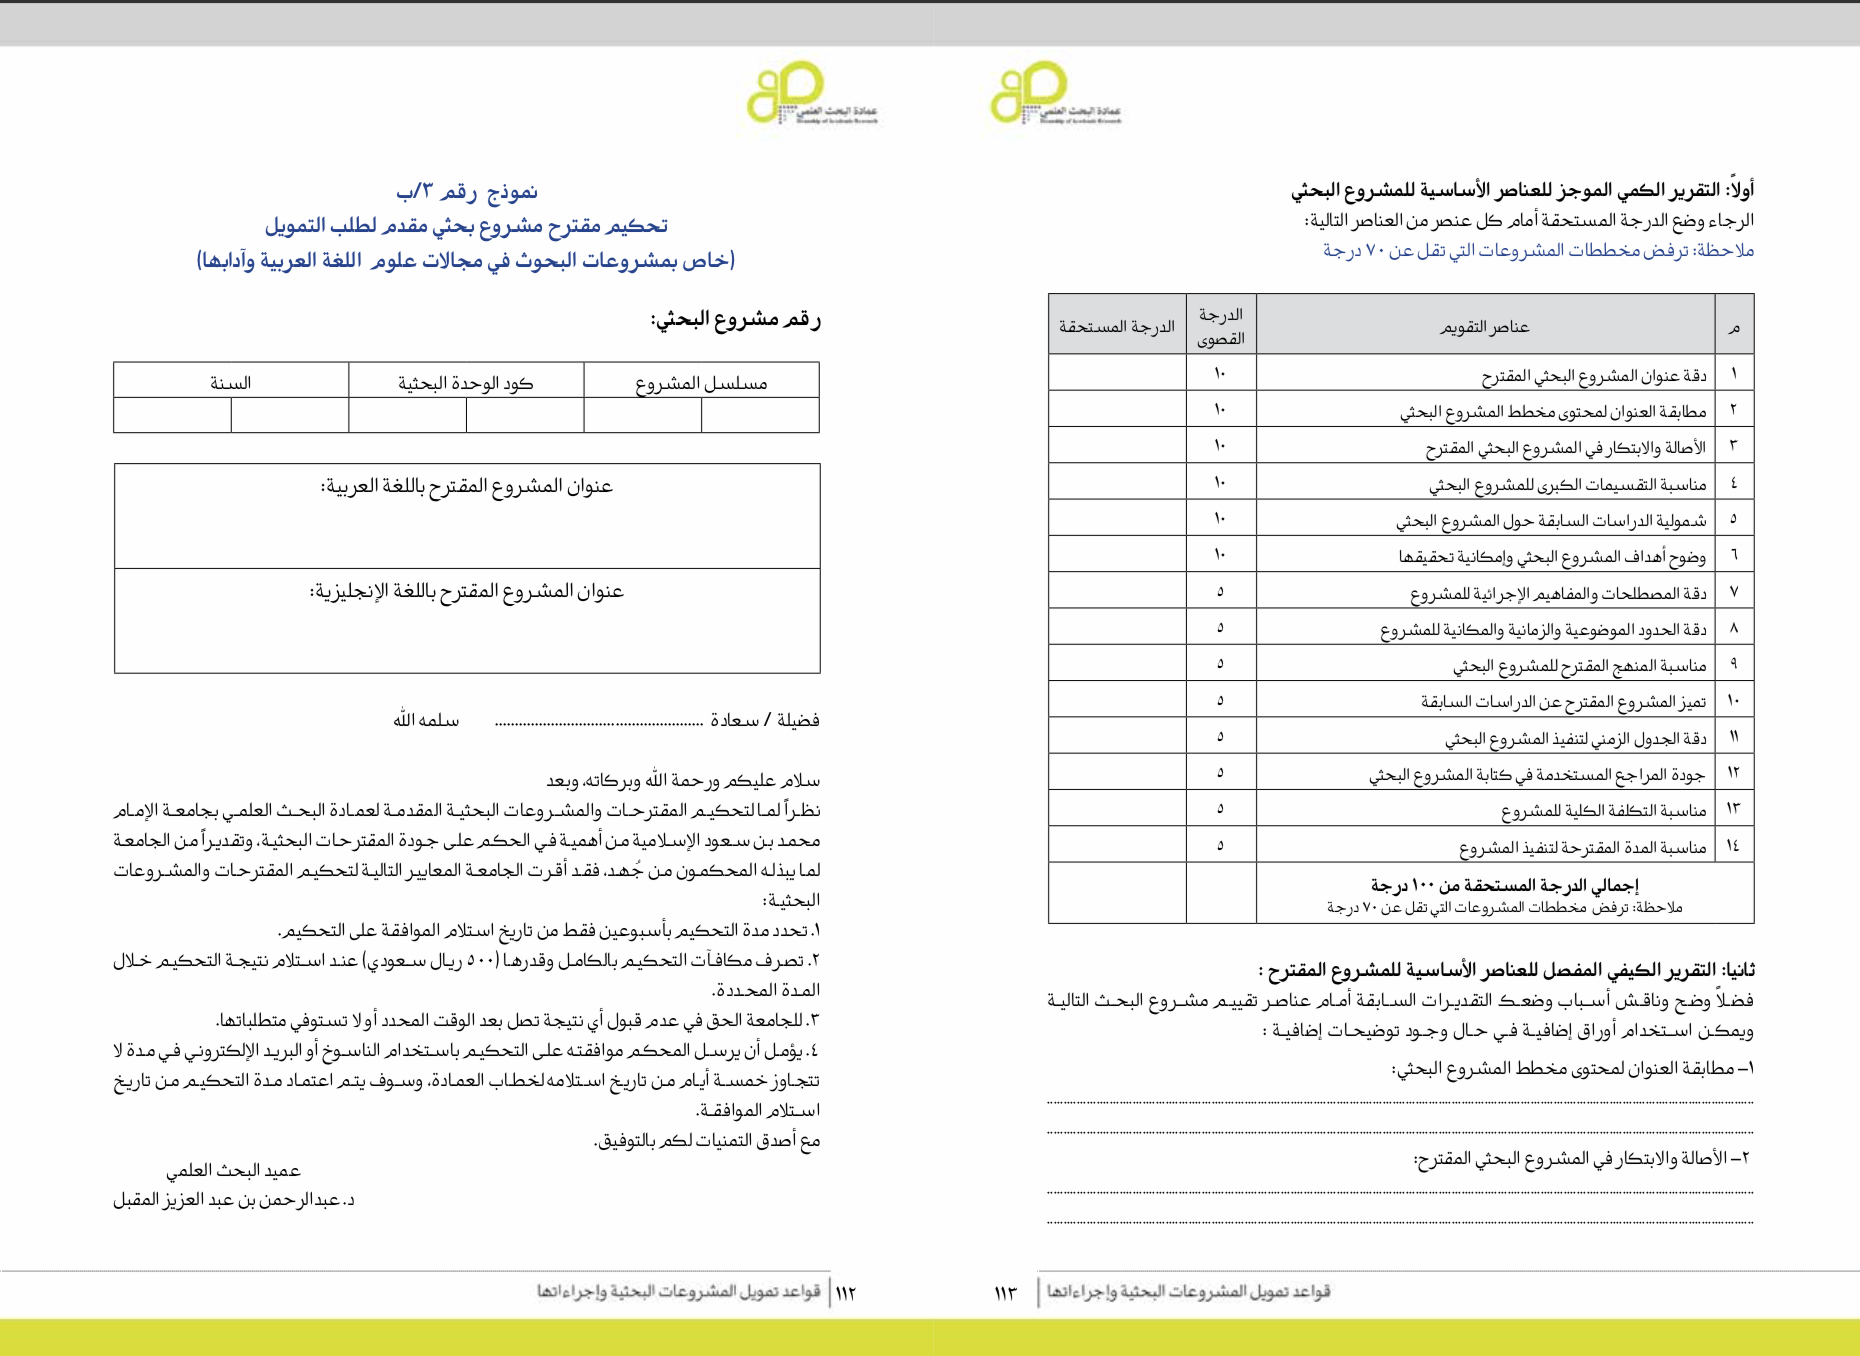 عمادة البحث العلمي
Deanship of Academic Research
نموذج رقم ٣/ب
تحكيم مقترح مشروع بحثي مقدم لطلب التمويل
(خاص بمشروعات البحوث في مجالات علوم اللغة العربية وآدابها)
رقم مشروع البحثي:
مسلسل المشروع كود الوحدة البحثية السنة
عنوان المشروع المقترح باللغة العربية:
عنوان المشروع المقترح باللغة الإنجليزية:
فضيلة / سعادة .................................................... سلمه الله
سلام عليكم ورحمة الله وبركاته، وبعد
نظراً لما لتحكيم المقترحات والمشروعات البحثية المقدمة لعمادة البحث العلمي بجامعة الإمام
محمد بن سعود الإسلامية من أهمية في الحكم على جودة المقترحات البحثية، وتقديراً من الجامعة
لما يبذله المحكمون من جُهد، فقد أقرت الجامعة المعايير التالية لتحكيم المقترحات والمشروعات
البحثية:
١. تحدد مدة التحكيم بأسبوعين فقط من تاريخ استلام الموافقة على التحكيم.
٢. تصرف مكافآت التحكيم بالكامل وقدرها (٥٠٠ ريال سعودي) عند استلام نتيجة التحكيم خلال
المدة المحددة.
٣. للجامعة الحق في عدم قبول أي نتيجة تصل بعد الوقت المحدد أو لا تستوفي متطلباتها.
٤. يؤمل أن يرسل المحكم موافقته على التحكيم باستخدام الناسوخ أو البريد الإلكتروني في مدة لا
تتجاوز خمسة أيام من تاريخ استلامه لخطاب العمادة، وسوف يتم اعتماد مدة التحكيم من تاريخ
استلام الموافقة.
مع أصدق التمنيات لكم بالتوفيق.
عميد البحث العلمي
د. عبدالرحمن بن عبد العزيز المقبل
١١٢ قواعد تمويل المشروعات البحثية وإجراءاتها
عمادة البحث العلمي
Deanship of Academic Research
أولاً: التقرير الكمي الموجز للعناصر الأساسية للمشروع البحثي
الرجاء وضع الدرجة المستحقة أمام كل عنصر من العناصر التالية:
ملاحظة: ترفض مخططات المشروعات التي تقل عن ٧٠ درجة
م عناصر التقويم الدرجة القصوى الدرجة المستحقة
١ دقة عنوان المشروع البحثي المقترح ١٠
٢ مطابقة العنوان لمحتوى مخطط المشروع البحثي ١٠
٣ الأصالة والابتكار في المشروع البحثي المقترح ١٠
٤ مناسبة التقسيمات الكبرى للمشروع البحثي ١٠
٥ شمولية الدراسات السابقة حول المشروع البحثي ١٠
٦ وضوح أهداف المشروع البحثي وإمكانية تحقيقها ١٠
٧ دقة المصطلحات والمفاهيم الإجرائية للمشروع ٥
٨ دقة الحدود الموضوعية والزمانية والمكانية للمشروع ٥
٩ مناسبة المنهج المقترح للمشروع البحثي ٥
١٠ تميز المشروع المقترح عن الدراسات السابقة ٥
١١ دقة الجدول الزمني لتنفيذ المشروع البحثي ٥
١٢ جودة المراجع المستخدمة في كتابة المشروع البحثي ٥
١٣ مناسبة التكلفة الكلية للمشروع ٥
١٤ مناسبة المدة المقترحة لتنفيذ المشروع ٥
إجمالي الدرجة المستحقة من ١٠٠ درجة
ملاحظة: ترفض مخططات المشروعات التي تقل عن ٧٠ درجة
ثانيا: التقرير الكيفي المفصل للعناصر الأساسية للمشروع المقترح :
فضلاً وضح وناقش أسباب وضعك التقديرات السابقة أمام عناصر تقييم مشروع البحث التالية
ويمكن استخدام أوراق إضافية في حال وجود توضيحات إضافية :
١– مطابقة العنوان لمحتوى مخطط المشروع البحثي:
٢– الأصالة والابتكار في المشروع البحثي المقترح:
قواعد تمويل المشروعات البحثية وإجراءاتها ١١٣